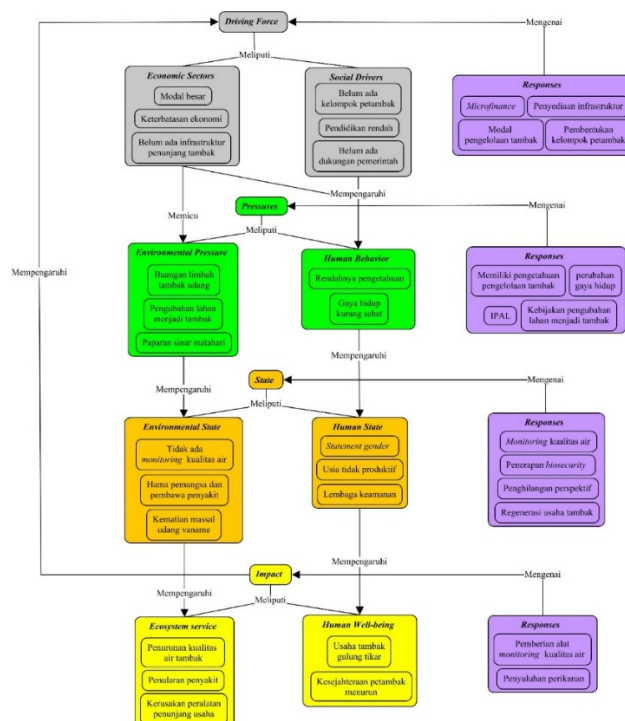 Driving Force
Mengenai
Meliputi
Economic Sectors
Modal besar
Keterbatasan ekonomi
Belum ada infrastruktur
penunjang tambak
Social Drivers
Belum ada
kelompok petambak
Pendidikan rendah
Belum ada
dukungan pemerintah
Responses
Microfinance
Penyediaan infrastruktur
Modal
pengelolaan tambak
Pembentukan
kelompok petambak
Mempengaruhi
Pressures
Memicu
Meliputi
Mengenai
Mempengaruhi
Environmental Pressure
Buangan limbah
tambak udang
Pengubahan lahan
menjadi tambak
Paparan sinar matahari
Human Behavior
Rendahnya pengetahuan
Gaya hidup
kurang sehat
Responses
Memiliki pengetahuan
pengelolaan tambak
perubahan
gaya hidup
IPAL
Kebijakan pengubahan
lahan menjadi tambak
Mempengaruhi
Mempengaruhi
State
Meliputi
Mengenai
Environmental State
Tidak ada
monitoring kualitas air
Hama pemangsa dan
pembawa penyakit
Kematian massal
udang vaname
Human State
Statement gender
Usia tidak produktif
Lembaga keamanan
Responses
Monitoring kualitas air
Penerapan biosecurity
Penghilangan perspektif
Regenerasi usaha tambak
Mempengaruhi
Mempengaruhi
Impact
Meliputi
Mengenai
Ecosystem service
Penurunan kualitas
air tambak
Penularan penyakit
Kerusakan peralatan
penunjang usaha
Human Well-being
Usaha tambak
gulung tikar
Kesejahteraan petambak
menurun
Responses
Pemberian alat
monitoring kualitas air
Penyuluhan perikanan